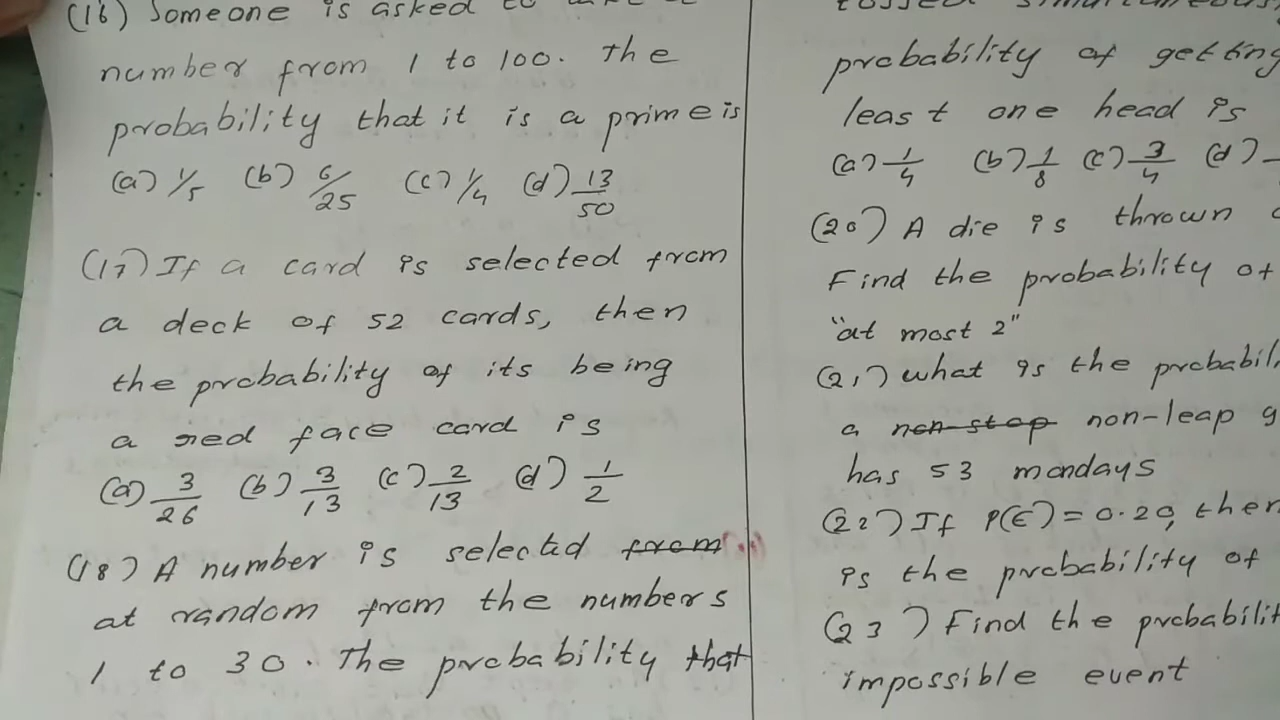 (16) Someone is asked to
number from 1 to 100. The
probability that it is a prime is
(a) 1/5 (b) 6/25 (c) 1/4 (d) 13/50
(17) If a card is selected from
a deck of 52 cards, then
the probability of its being
a red face card is
(a) 3/26 (b) 3/13 (c) 2/13 (d) 1/2
(18) A number is selected from
at random from the numbers
1 to 30. The probability that
probability of getting
least one head is
(a) 1/4 (b) 1/8 (c) 3/4 (d)
(20) A die is thrown
Find the probability of
"at most 2"
(21) what is the probabil
a non-stop non-leap y
has 53 mondays
(22) If P(E) = 0.20, then
is the probability of
(23) Find the probabilit
impossible event